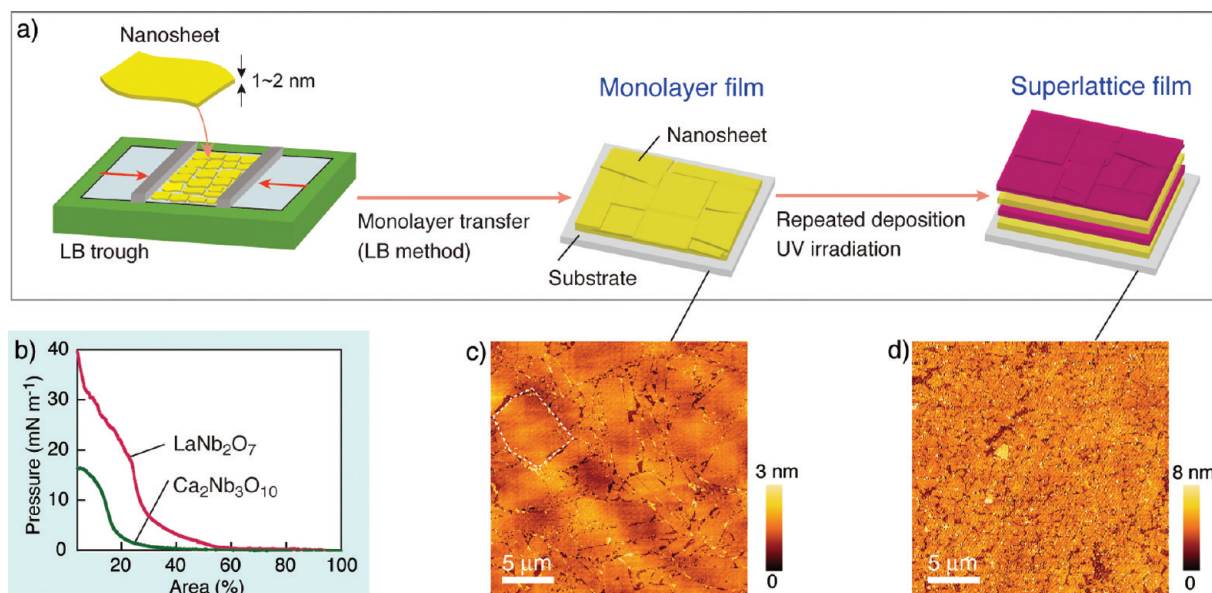 a)
Nanosheet
1~2 nm
LB trough
Monolayer transfer
(LB method)
Monolayer film
Nanosheet
Substrate
Repeated deposition
UV irradiation
Superlattice film
b)
Pressure (mN m⁻¹)
40
30
20
10
0
LaNb₂O₇
Ca₂Nb₃O₁₀
20 40 60 80 100
Area (%)
c)
5 μm
3 nm
0
d)
5 μm
8 nm
0